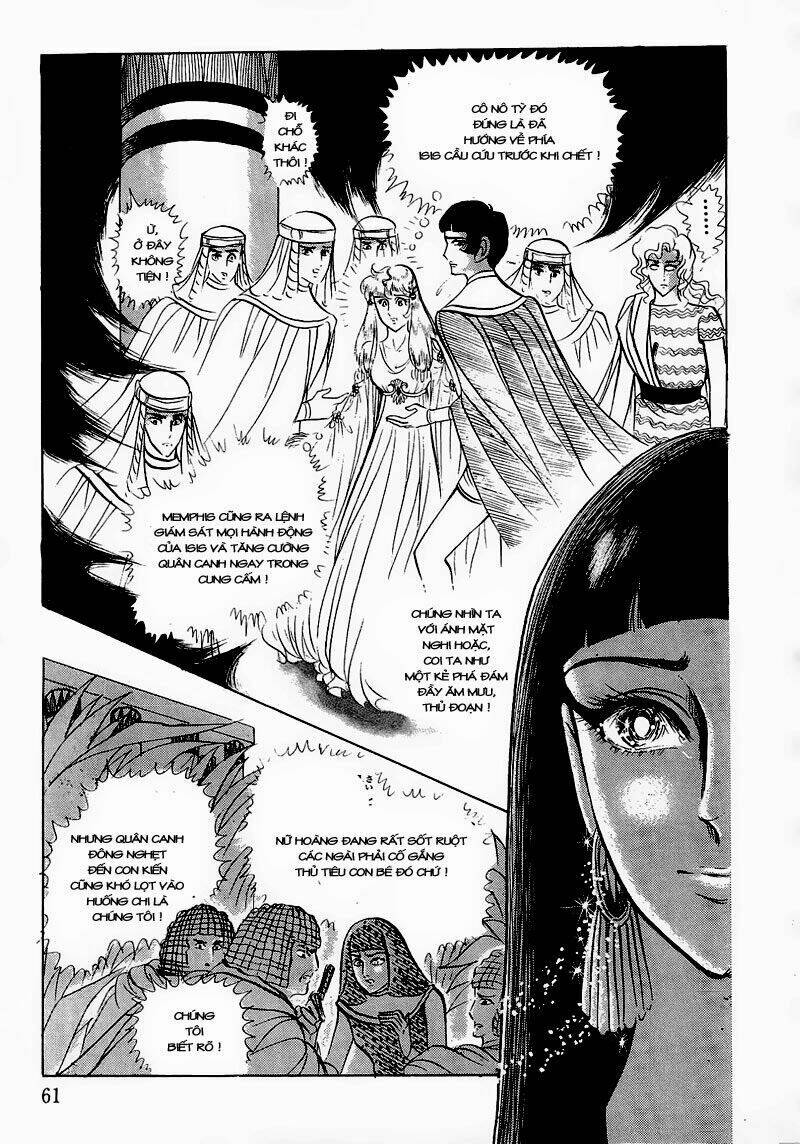 CÔ NÔ TỲ ĐÓ
ĐÚNG LÀ ĐÃ
HƯỚNG VỀ PHÍA
ISIS CẦU CỨU TRƯỚC KHI CHẾT !
ĐI
CHỖ
KHÁC
THÔI !
Ừ,
Ở ĐÂY
KHÔNG
TIỆN !
MEMPHIS CŨNG RA LỆNH
GIÁM SÁT MỌI HÀNH ĐỘNG
CỦA ISIS VÀ TĂNG CƯỜNG
QUÂN CANH NGAY TRONG
CUNG CẤM !
CHÚNG NHÌN TA
VỚI ÁNH MẶT
NGHI HOẶC,
COI TA NHƯ
MỘT KẺ PHÁ ĐÁM
ĐẦY ÂM MƯU,
THỦ ĐOẠN !
NỮ HOÀNG ĐANG RẤT SỐT RUỘT
CÁC NGÀI PHẢI CỐ GẮNG
THỦ TIÊU CON BÉ ĐÓ CHỨ !
NHƯNG QUÂN CANH
ĐÔNG NGHẸT
ĐẾN CON KIẾN
CŨNG KHÓ LỌT VÀO
HUỐNG CHI LÀ
CHÚNG TÔI !
CHÚNG
TÔI
BIẾT RÕ !
61